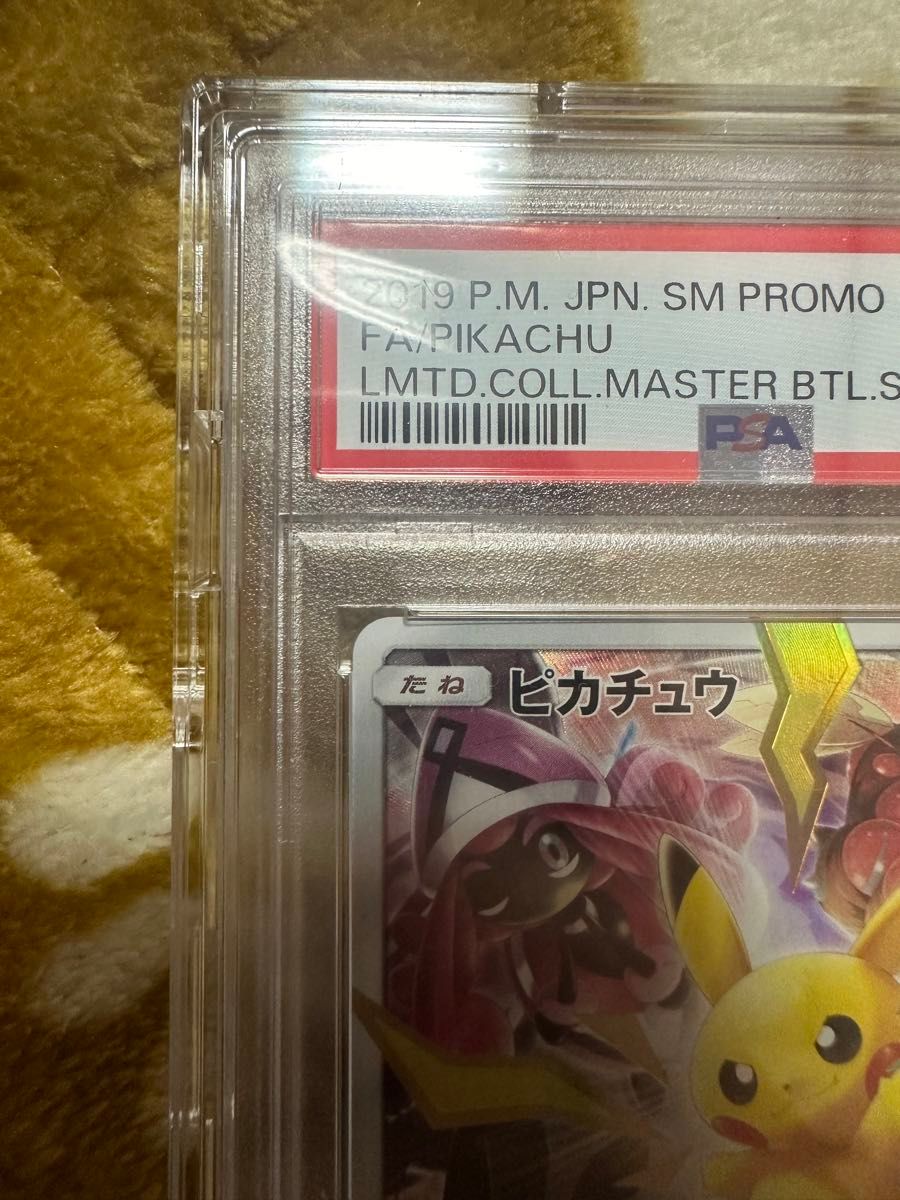 2019 P.M. JPN. SM PROMO
FA/PIKACHU
LMTD.COLL.MASTER BTL.S
PSA
たね ピカチュウ